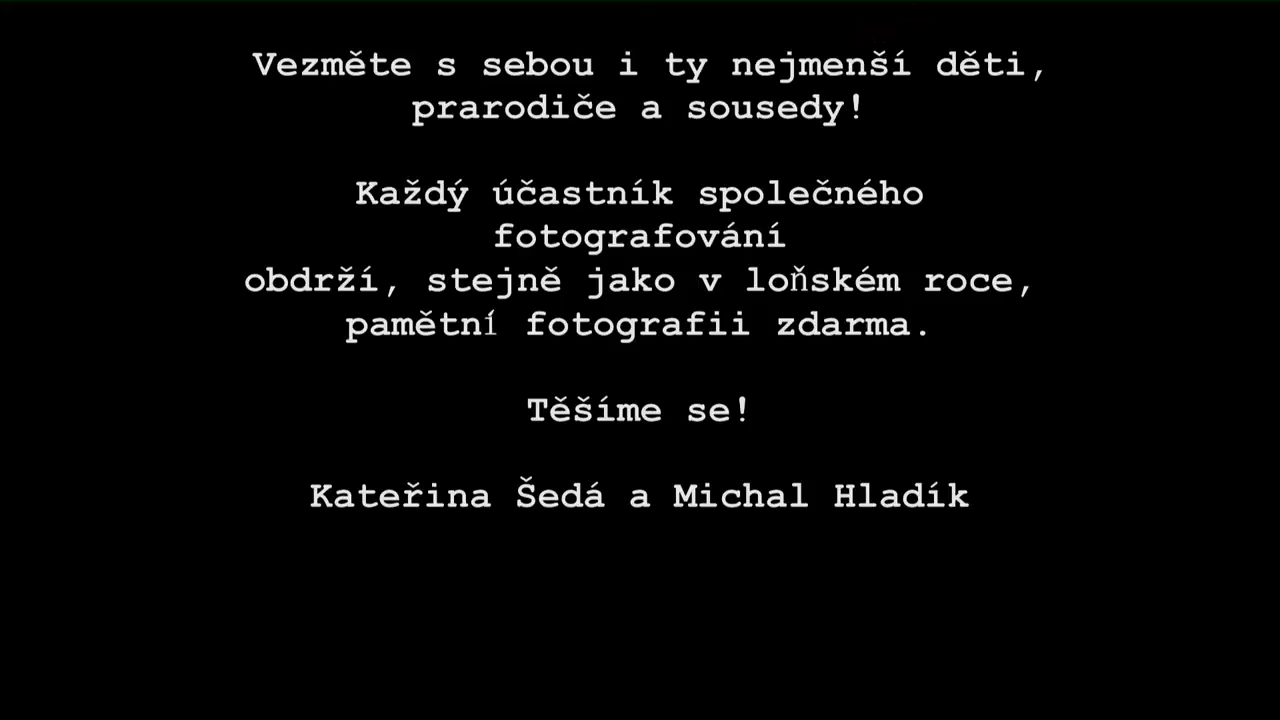 Vezměte s sebou i ty nejmenší děti,
prarodiče a sousedy!
Každý účastník společného
fotografování
obdrží, stejně jako v loňském roce,
pamětní fotografii zdarma.
Těšíme se!
Kateřina Šedá a Michal Hladík